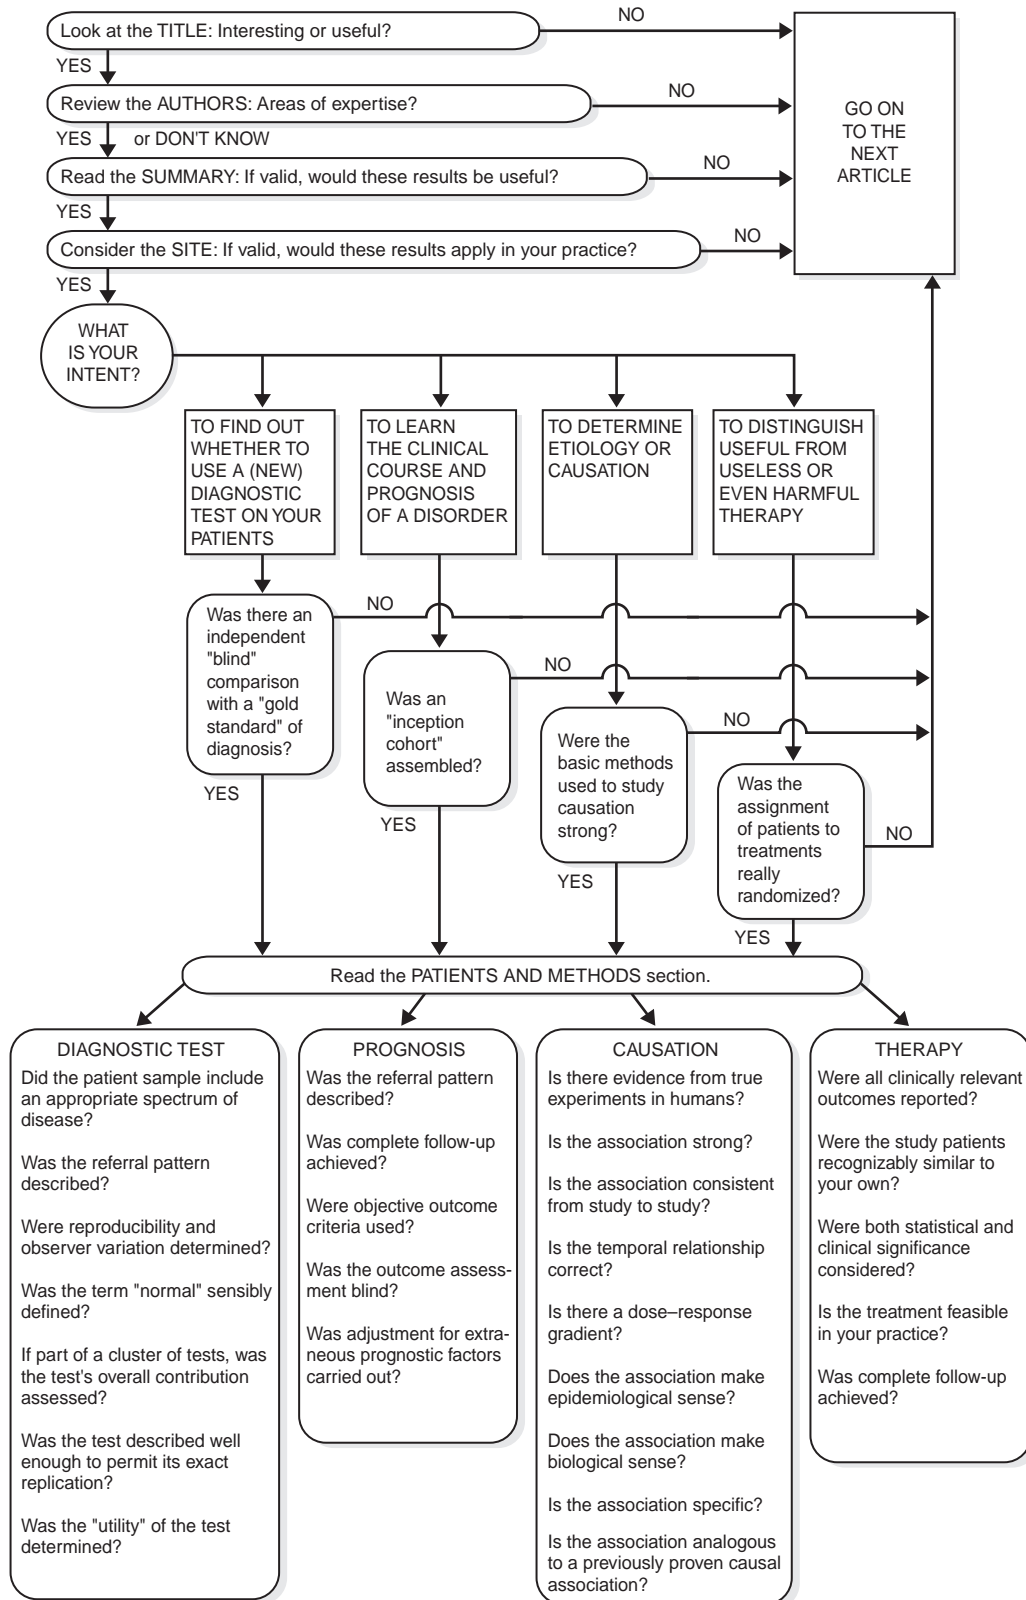 Look at the TITLE: Interesting or useful?
NO
YES
Review the AUTHORS: Areas of expertise?
NO
YES or DON'T KNOW
Read the SUMMARY: If valid, would these results be useful?
NO
YES
Consider the SITE: If valid, would these results apply in your practice?
NO
YES
GO ON
TO THE
NEXT
ARTICLE
WHAT
IS YOUR
INTENT?
TO FIND OUT
WHETHER TO
USE A (NEW)
DIAGNOSTIC
TEST ON YOUR
PATIENTS
TO LEARN
THE CLINICAL
COURSE AND
PROGNOSIS
OF A DISORDER
TO DETERMINE
ETIOLOGY OR
CAUSATION
TO DISTINGUISH
USEFUL FROM
USELESS OR
EVEN HARMFUL
THERAPY
Was there an
independent
"blind"
comparison
with a "gold
standard" of
diagnosis?
NO
YES
Was an
"inception
cohort"
assembled?
NO
YES
Were the
basic methods
used to study
causation
strong?
NO
YES
Was the
assignment
of patients to
treatments
really
randomized?
NO
YES
Read the PATIENTS AND METHODS section.
DIAGNOSTIC TEST
Did the patient sample include
an appropriate spectrum of
disease?
Was the referral pattern
described?
Were reproducibility and
observer variation determined?
Was the term "normal" sensibly
defined?
If part of a cluster of tests, was
the test's overall contribution
assessed?
Was the test described well
enough to permit its exact
replication?
Was the "utility" of the test
determined?
PROGNOSIS
Was the referral pattern
described?
Was complete follow-up
achieved?
Were objective outcome
criteria used?
Was the outcome assess-
ment blind?
Was adjustment for extra-
neous prognostic factors
carried out?
CAUSATION
Is there evidence from true
experiments in humans?
Is the association strong?
Is the association consistent
from study to study?
Is the temporal relationship
correct?
Is there a dose–response
gradient?
Does the association make
epidemiological sense?
Does the association make
biological sense?
Is the association specific?
Is the association analogous
to a previously proven causal
association?
THERAPY
Were all clinically relevant
outcomes reported?
Were the study patients
recognizably similar to
your own?
Were both statistical and
clinical significance
considered?
Is the treatment feasible
in your practice?
Was complete follow-up
achieved?